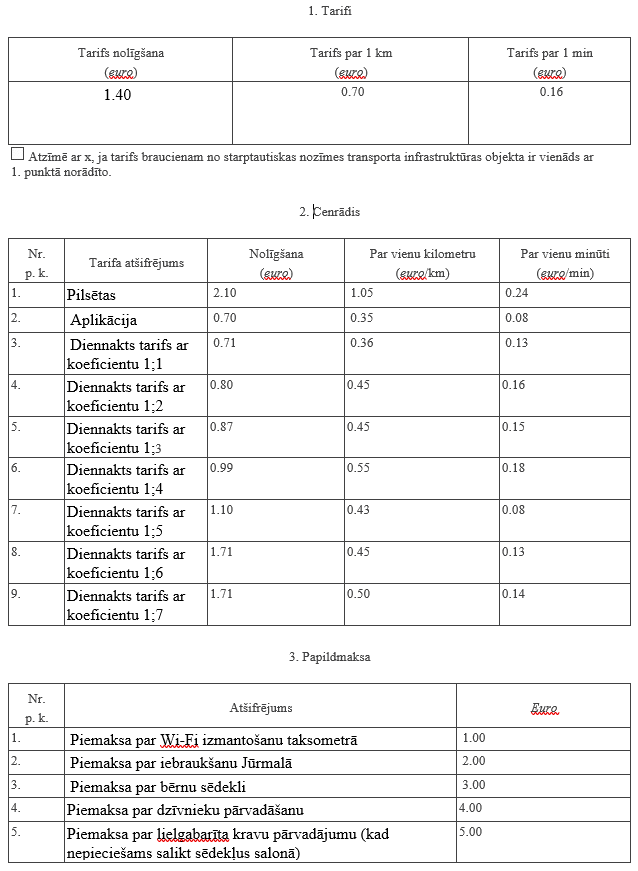 1. Tarifi
Tarifs nolīgšana Tarifs par 1 km Tarifs par 1 min
(euro) (euro) (euro)
1.40 0.70 0.16
Atzīmē ar x, ja tarifs braucienam no starptautiskas nozīmes transporta infrastruktūras objekta ir vienāds ar
1. punktā norādīto.
2. Cenrādis
Nr. Nolīgšana Par vienu kilometru Par vienu minūti
p. k. Tarifa atšifrējums (euro) (euro/km) (euro/min)
1. Pilsētas 2.10 1.05 0.24
2. Aplikācija 0.70 0.35 0.08
3. Diennakts tarifs ar 0.71 0.36 0.13
koeficientu 1;1
4. Diennakts tarifs ar 0.80 0.45 0.16
koeficientu 1;2
5. Diennakts tarifs ar 0.87 0.45 0.15
koeficientu 1;3
6. Diennakts tarifs ar 0.99 0.55 0.18
koeficientu 1;4
7. Diennakts tarifs ar 1.10 0.43 0.08
koeficientu 1;5
8. Diennakts tarifs ar 1.71 0.45 0.13
koeficientu 1;6
9. Diennakts tarifs ar 1.71 0.50 0.14
koeficientu 1;7
3. Papildmaksa
Nr.
p. k. Atšifrējums Euro
1. Piemaksa par Wi-Fi izmantošanu taksometrā 1.00
2. Piemaksa par iebraukšanu Jūrmalā 2.00
3. Piemaksa par bērnu sēdekli 3.00
4. Piemaksa par dzīvnieku pārvadāšanu 4.00
5. Piemaksa par lielgabarīta kravu pārvadājumu (kad 5.00
nepieciešams salikt sēdekļus salonā)